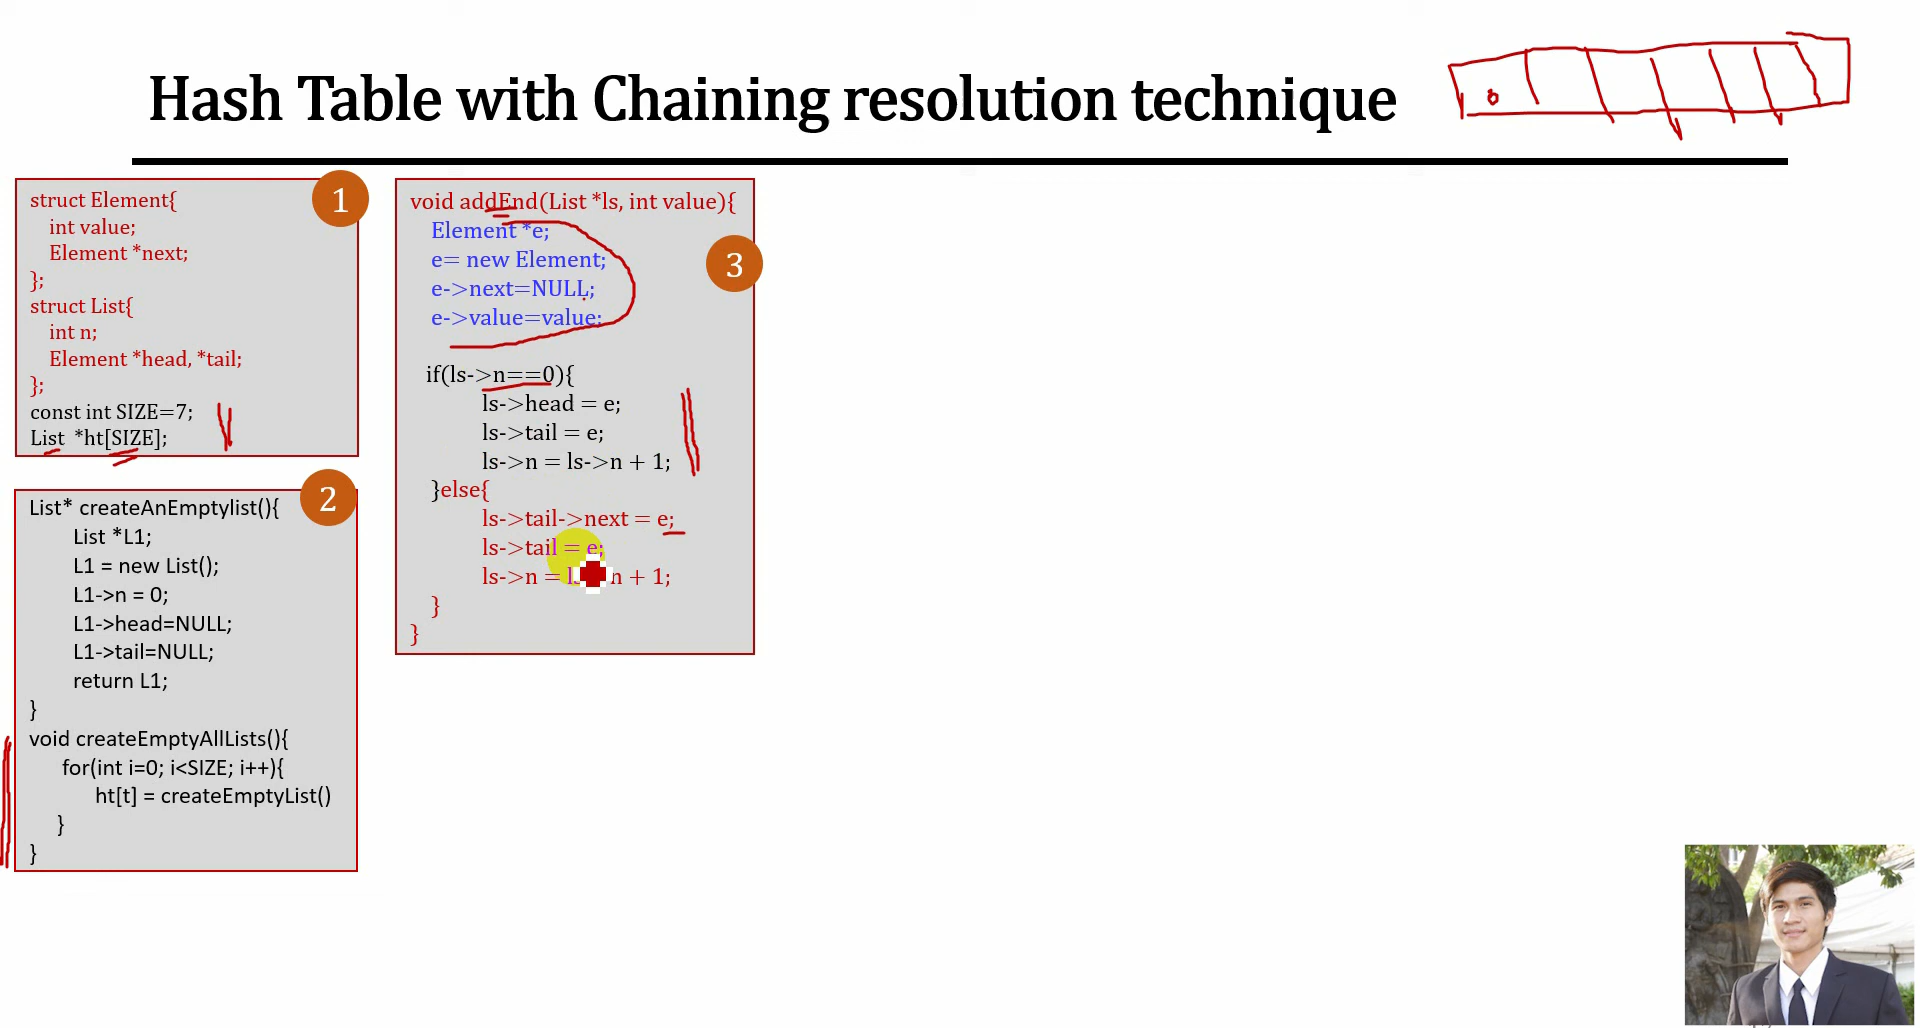 Hash Table with Chaining resolution technique
1
struct Element{
int value;
Element *next;
};
struct List{
int n;
Element *head, *tail;
};
const int SIZE=7;
List *ht[SIZE];
2
List* createAnEmptylist(){
List *L1;
L1 = new List();
L1->n = 0;
L1->head=NULL;
L1->tail=NULL;
return L1;
}
void createEmptyAllLists(){
for(int i=0; i<SIZE; i++){
ht[t] = createEmptyList()
}
}
3
void addEnd(List *ls, int value){
Element *e;
e= new Element;
e->next=NULL;
e->value=value;
if(ls->n==0){
ls->head = e;
ls->tail = e;
ls->n = ls->n + 1;
}else{
ls->tail->next = e;
ls->tail = e;
ls->n = n + 1;
}
}
0